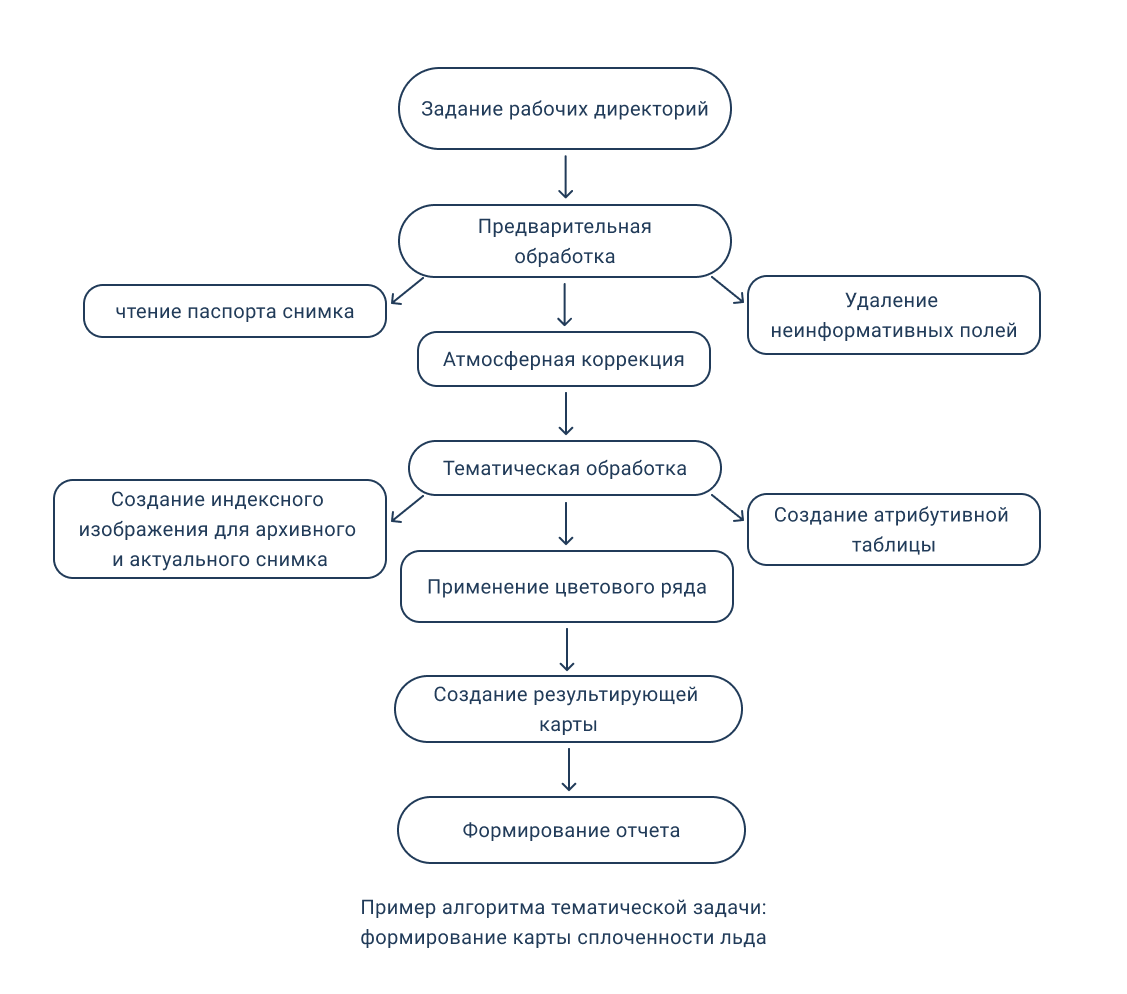 Задание рабочих директорий
Предварительная
обработка
чтение паспорта снимка
Удаление
неинформативных полей
Атмосферная коррекция
Тематическая обработка
Создание индексного
изображения для архивного
и актуального снимка
Создание атрибутивной
таблицы
Применение цветового ряда
Создание результирующей
карты
Формирование отчета
Пример алгоритма тематической задачи:
формирование карты сплоченности льда